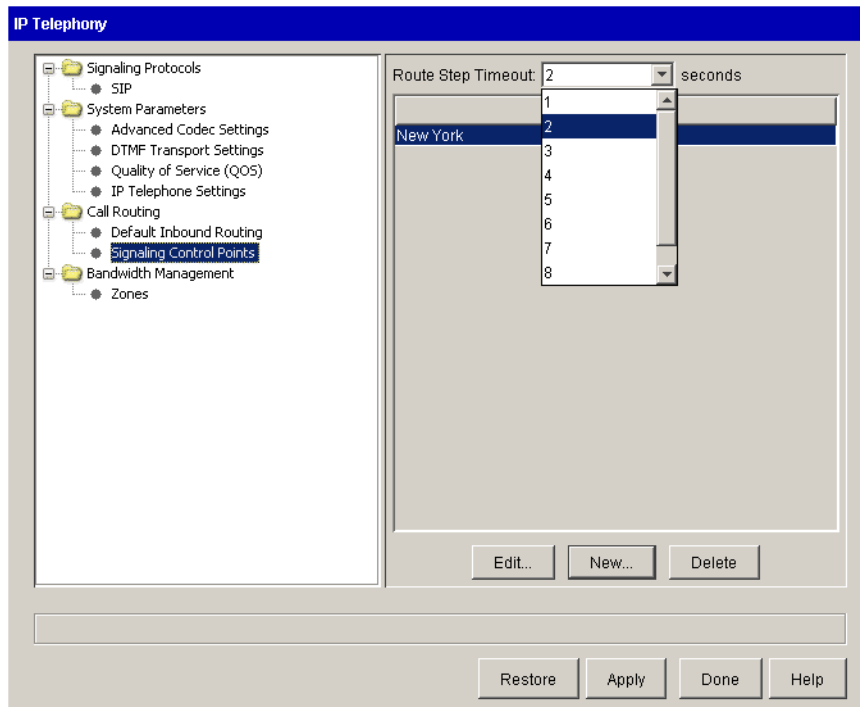 IP Telephony
Signaling Protocols
SIP
System Parameters
Advanced Codec Settings
DTMF Transport Settings
Quality of Service (QOS)
IP Telephone Settings
Call Routing
Default Inbound Routing
Signaling Control Points
Bandwidth Management
Zones
Route Step Timeout: 2 seconds
1
2
3
4
5
6
7
8
New York
Edit... New... Delete
Restore Apply Done Help